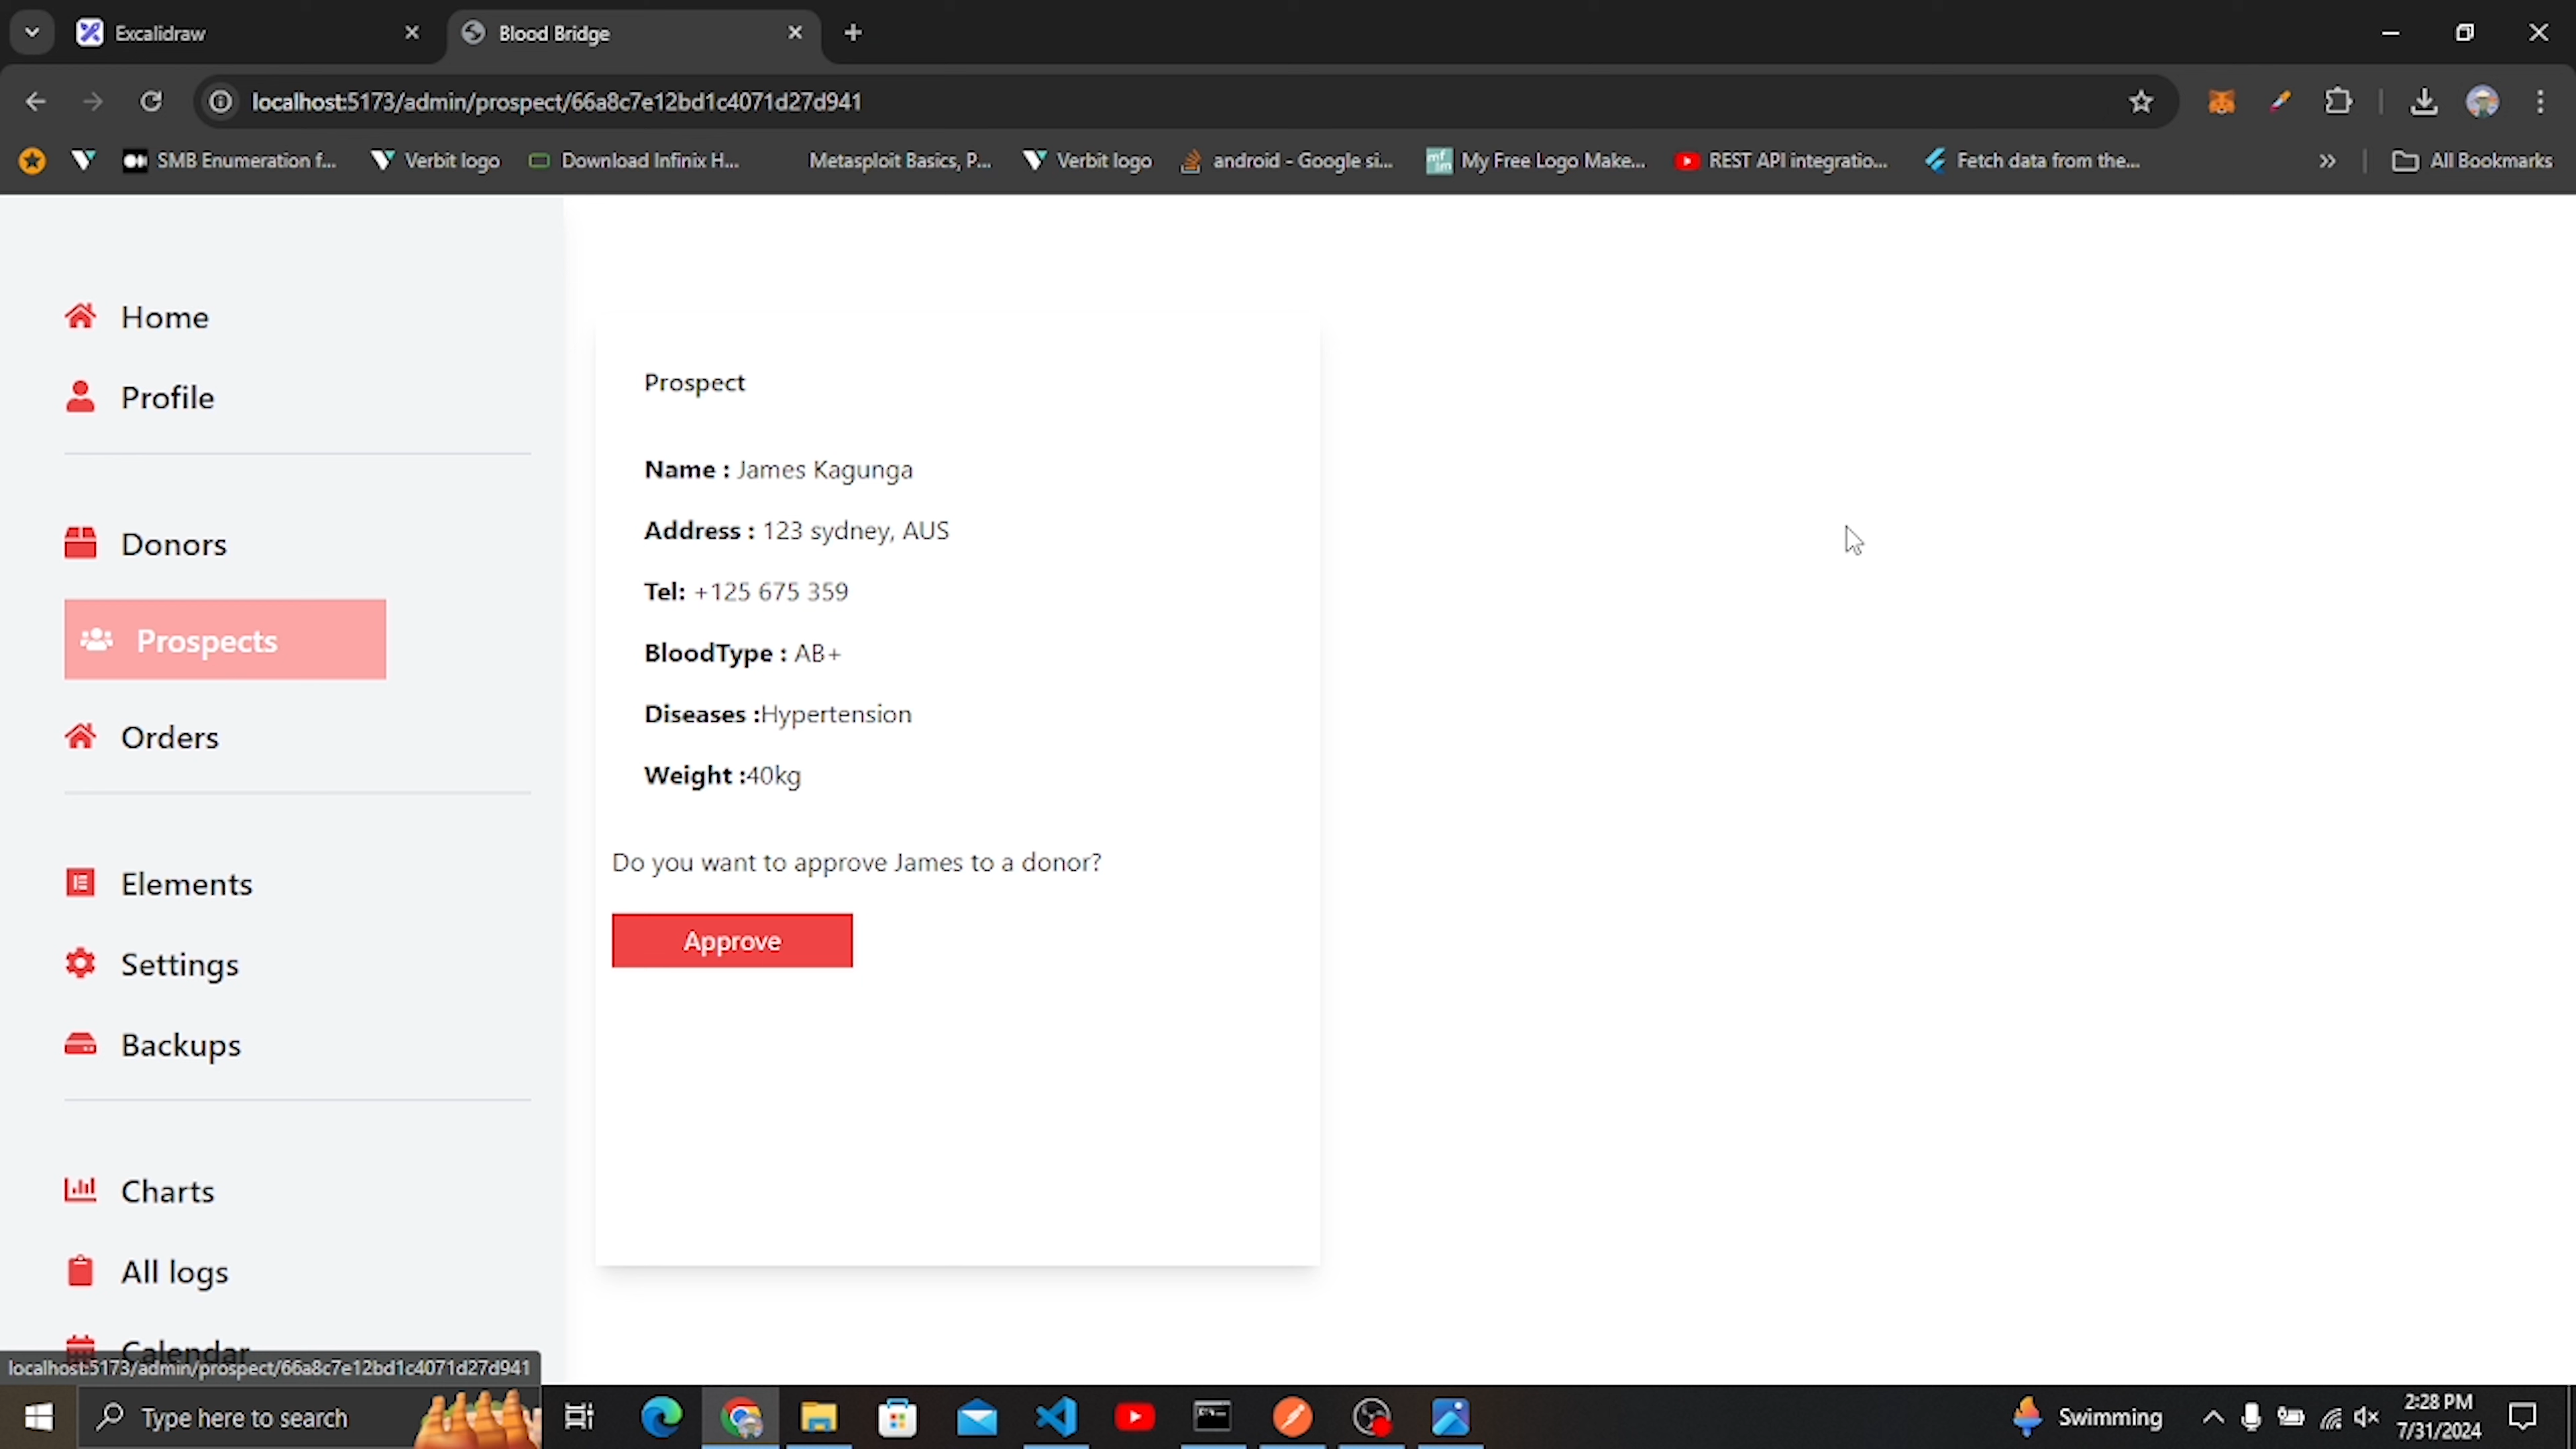 Excalidraw
Blood Bridge
localhost:5173/admin/prospect/66a8c7e12bd1c4071d27d941
SMB Enumeration f...
Verbit logo
Download Infinix H...
Metasploit Basics, P...
Verbit logo
android - Google si...
My Free Logo Make...
REST API integratio...
Fetch data from the...
All Bookmarks
Home
Profile
Donors
Prospects
Orders
Elements
Settings
Backups
Charts
All logs
Calendar
Prospect
Name : James Kagunga
Address : 123 sydney, AUS
Tel: +125 675 359
BloodType : AB+
Diseases :Hypertension
Weight :40kg
Do you want to approve James to a donor?
Approve
localhost:5173/admin/prospect/66a8c7e12bd1c4071d27d941
Type here to search
Swimming
2:28 PM
7/31/2024